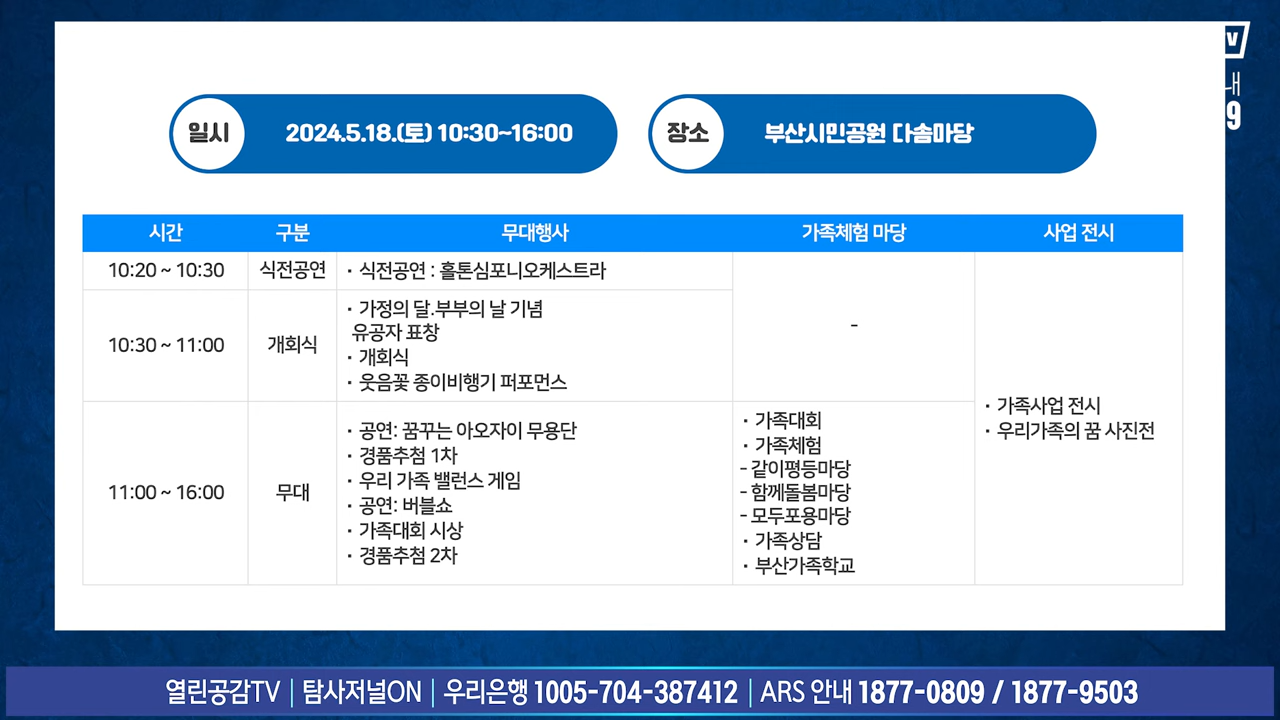 V
내
9
일시 2024.5.18.(토) 10:30~16:00 장소 부산시민공원 다솜마당
시간 구분 무대행사 가족체험 마당 사업 전시
10:20 ~ 10:30 식전공연 · 식전공연 : 홀톤심포니오케스트라
10:30 ~ 11:00 개회식
· 가정의 달.부부의 날 기념
유공자 표창
· 개회식
· 웃음꽃 종이비행기 퍼포먼스
-
11:00 ~ 16:00 무대
· 공연: 꿈꾸는 아오자이 무용단
· 경품추첨 1차
· 우리 가족 밸런스 게임
· 공연: 버블쇼
· 가족대회 시상
· 경품추첨 2차
· 가족대회
· 가족체험
- 같이평등마당
- 함께돌봄마당
- 모두포용마당
· 가족상담
· 부산가족학교
· 가족사업 전시
· 우리가족의 꿈 사진전
열린공감TV | 탐사저널ON | 우리은행 1005-704-387412 | ARS 안내 1877-0809 / 1877-9503